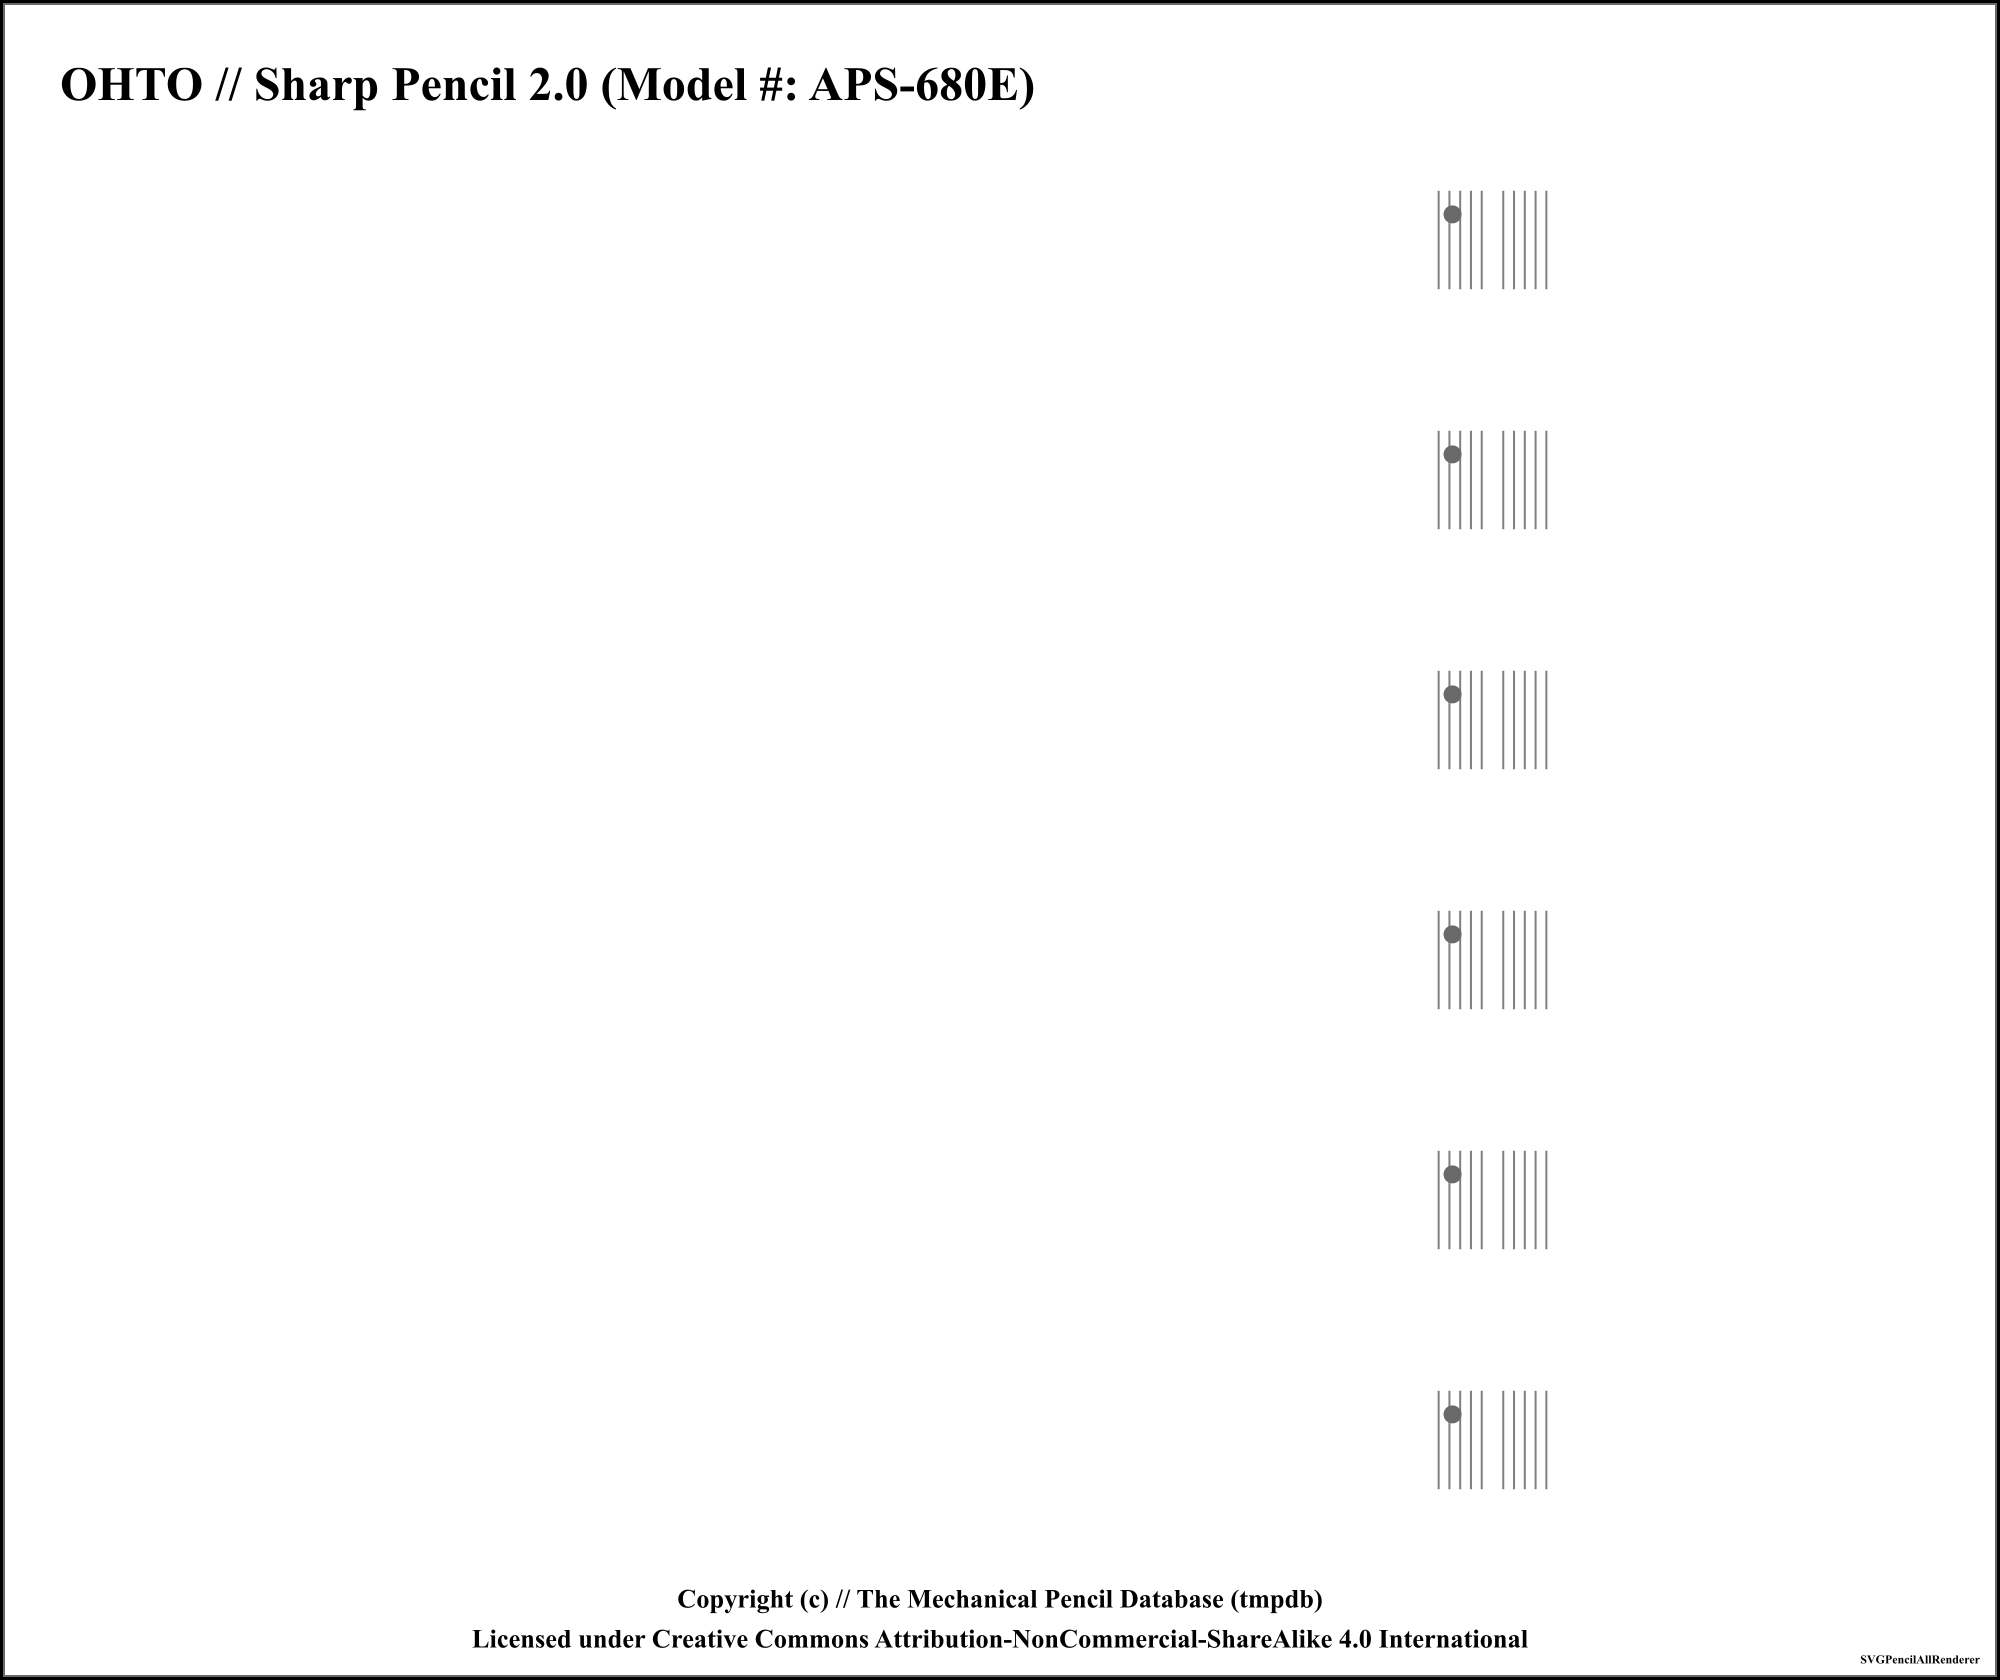 OHTO // Sharp Pencil 2.0 (Model #: APS-680E)
Copyright (c) // The Mechanical Pencil Database (tmpdb)
Licensed under Creative Commons Attribution-NonCommercial-ShareAlike 4.0 International
SVGPencilAllRenderer